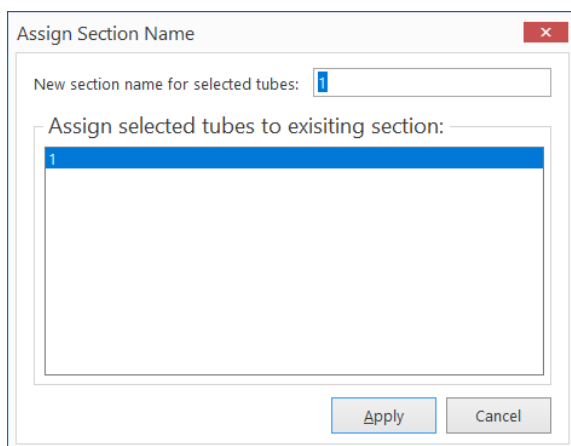 Assign Section Name
New section name for selected tubes: 1
Assign selected tubes to exisiting section:
1
Apply Cancel